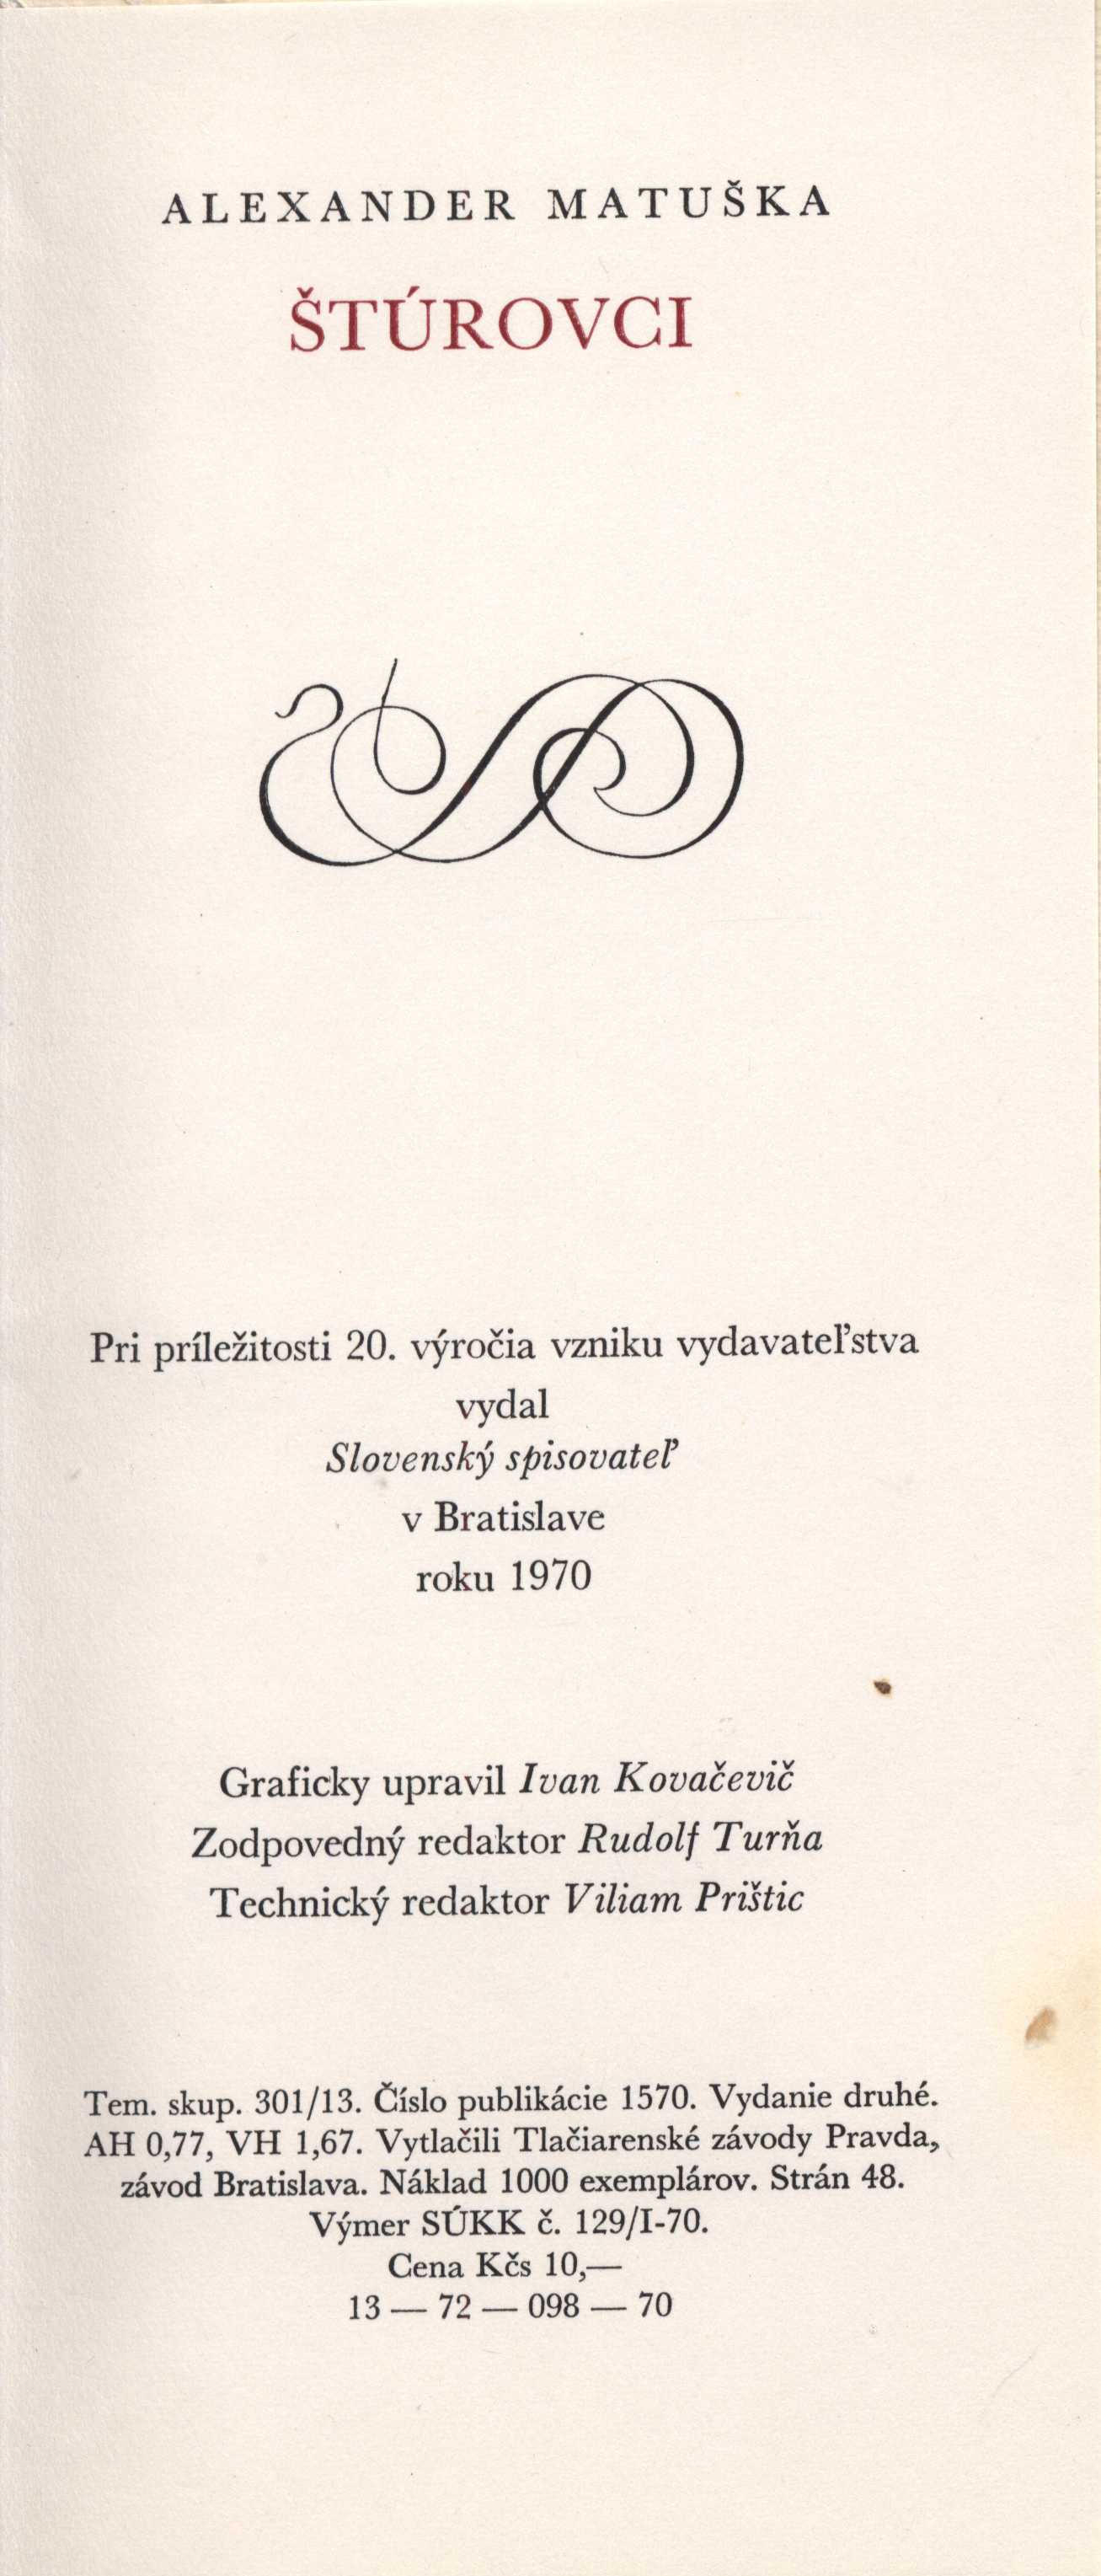 ALEXANDER MATUŠKA
ŠTÚROVCI
Pri príležitosti 20. výročia vzniku vydavateľstva
vydal
Slovenský spisovateľ
v Bratislave
roku 1970
Graficky upravil Ivan Kovačevič
Zodpovedný redaktor Rudolf Turňa
Technický redaktor Viliam Prištic
Tem. skup. 301/13. Číslo publikácie 1570. Vydanie druhé.
AH 0,77, VH 1,67. Vytlačili Tlačiarenské závody Pravda,
závod Bratislava. Náklad 1000 exemplárov. Strán 48.
Výmer SÚKK č. 129/I-70.
Cena Kčs 10,—
13 — 72 — 098 — 70